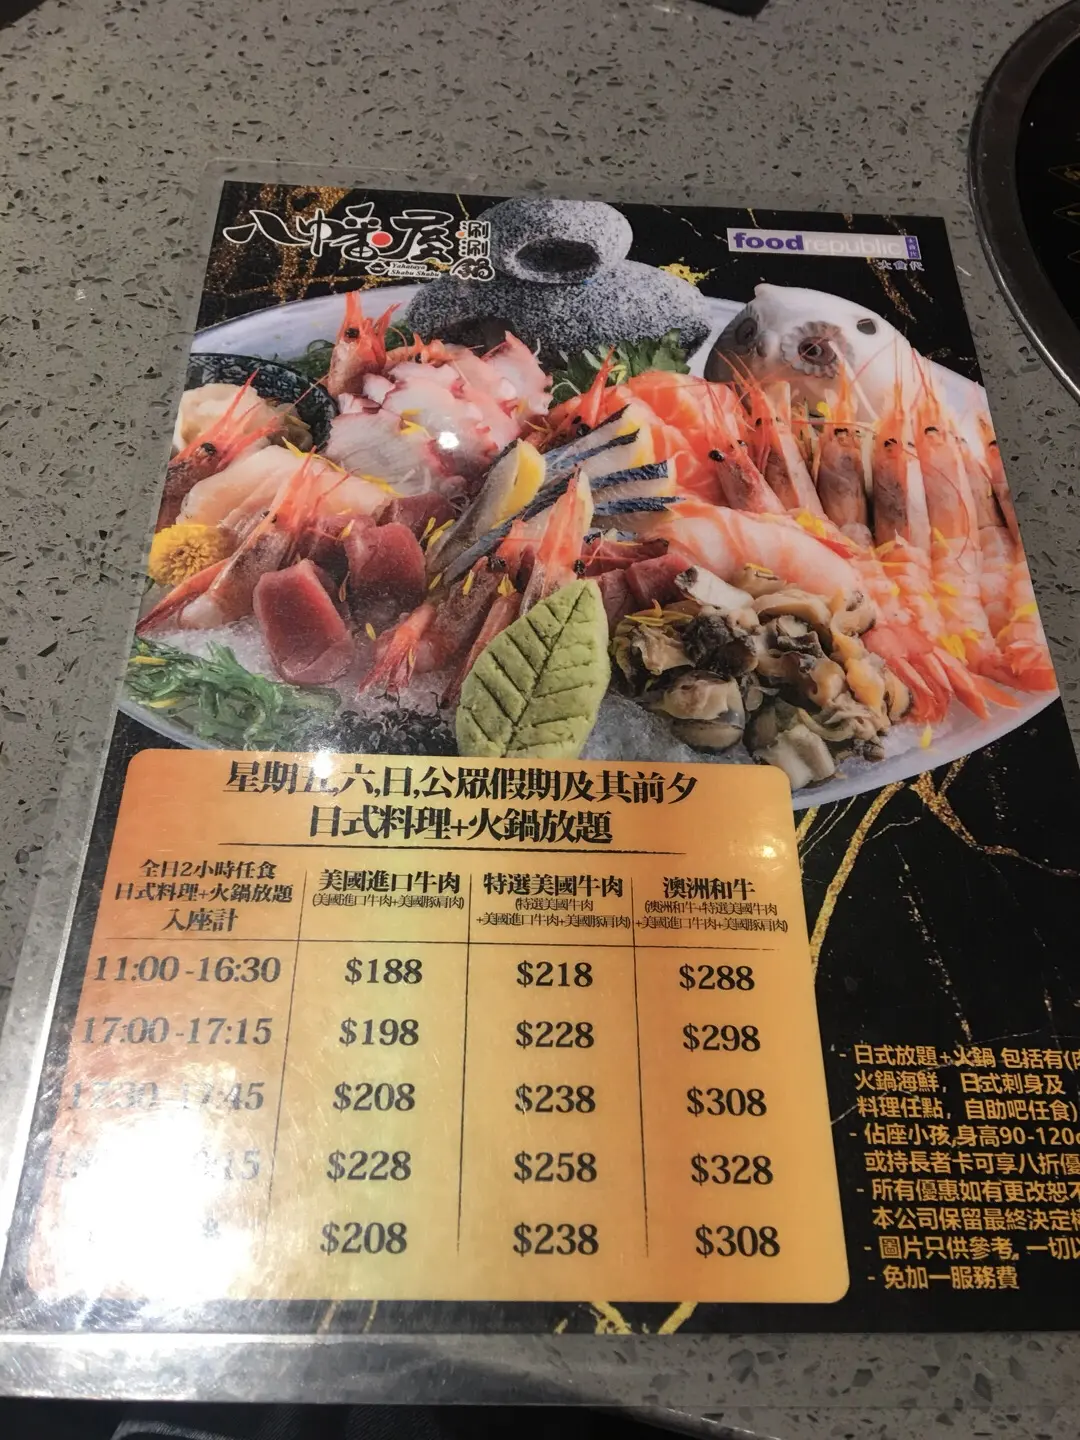 八幡屋
涮涮鍋
Yahataya
Shabu Shabu
food republic
大食代
星期五,六,日,公眾假期及其前夕
日式料理+火鍋放題
全日2小時任食
日式料理+火鍋放題
入座計
美國進口牛肉
(美國進口牛肉+美國豚肩肉)
特選美國牛肉
(特選美國牛肉
+美國進口牛肉+美國豚肩肉)
澳洲和牛
(澳洲和牛+特選美國牛肉
+美國進口牛肉+美國豚肩肉)
11:00-16:30 $188 $218 $288
17:00-17:15 $198 $228 $298
17:30-17:45 $208 $238 $308
$228 $258 $328
$208 $238 $308
- 日式放題+火鍋 包括有
火鍋海鮮，日式刺身及
料理任點，自助吧任食)
- 佔座小孩,身高90-120
或持長者卡可享八折優
- 所有優惠如有更改恕不
本公司保留最終決定
- 圖片只供參考，一切以
- 免加一服務費